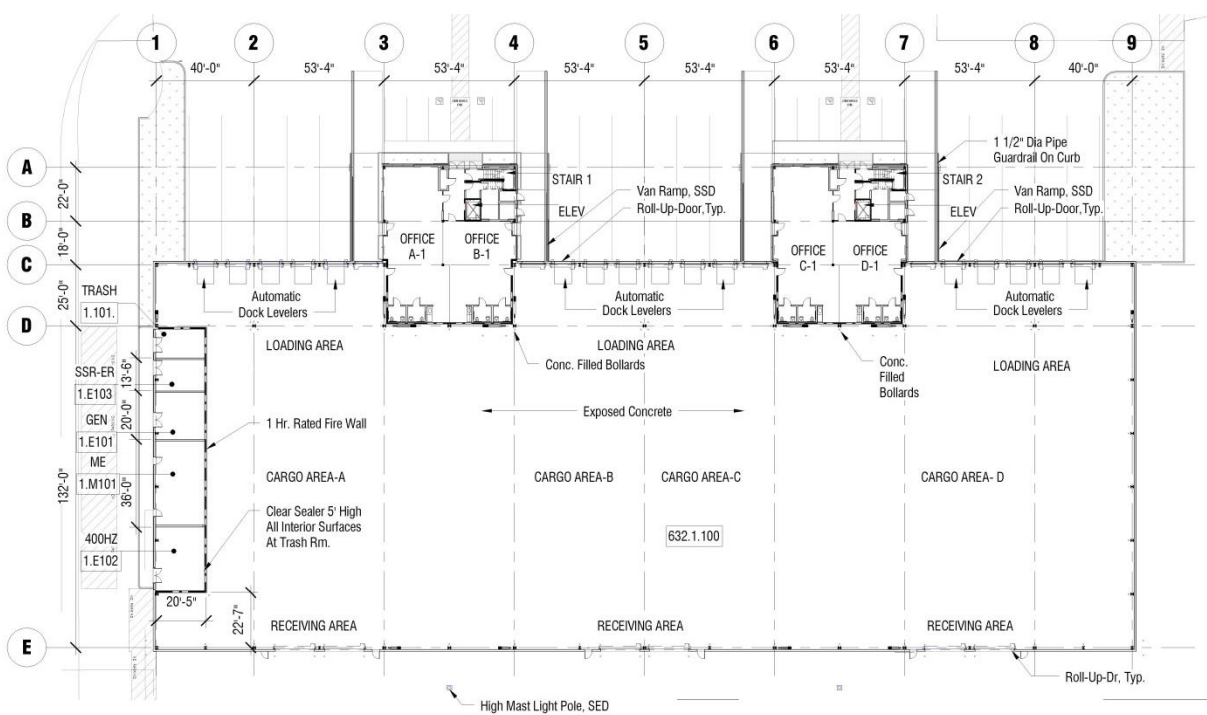 1
2
3
4
5
6
7
8
9
40'-0"
53'-4"
53'-4"
53'-4"
53'-4"
53'-4"
53'-4"
40'-0"
A
B
C
D
E
22'-0"
18'-0"
25'-0"
132'-0"
STAIR 1
ELEV
Van Ramp, SSD
Roll-Up-Door,Typ.
STAIR 2
ELEV
1 1/2" Dia Pipe
Guardrail On Curb
Van Ramp, SSD
Roll-Up-Door,Typ.
OFFICE
A-1
OFFICE
B-1
OFFICE
C-1
OFFICE
D-1
TRASH
1.101.
Automatic
Dock Levelers
Automatic
Dock Levelers
Automatic
Dock Levelers
LOADING AREA
LOADING AREA
LOADING AREA
Conc. Filled Bollards
Conc.
Filled
Bollards
SSR-ER
1.E103
13'-6"
GEN
1.E101
20'-0"
ME
1.M101
36'-0"
400HZ
1.E102
Exposed Concrete
1 Hr. Rated Fire Wall
CARGO AREA-A
CARGO AREA-B
CARGO AREA-C
CARGO AREA- D
Clear Sealer 5' High
All Interior Surfaces
At Trash Rm.
632.1.100
20'-5"
22'-7"
RECEIVING AREA
RECEIVING AREA
RECEIVING AREA
Roll-Up-Dr, Typ.
High Mast Light Pole, SED